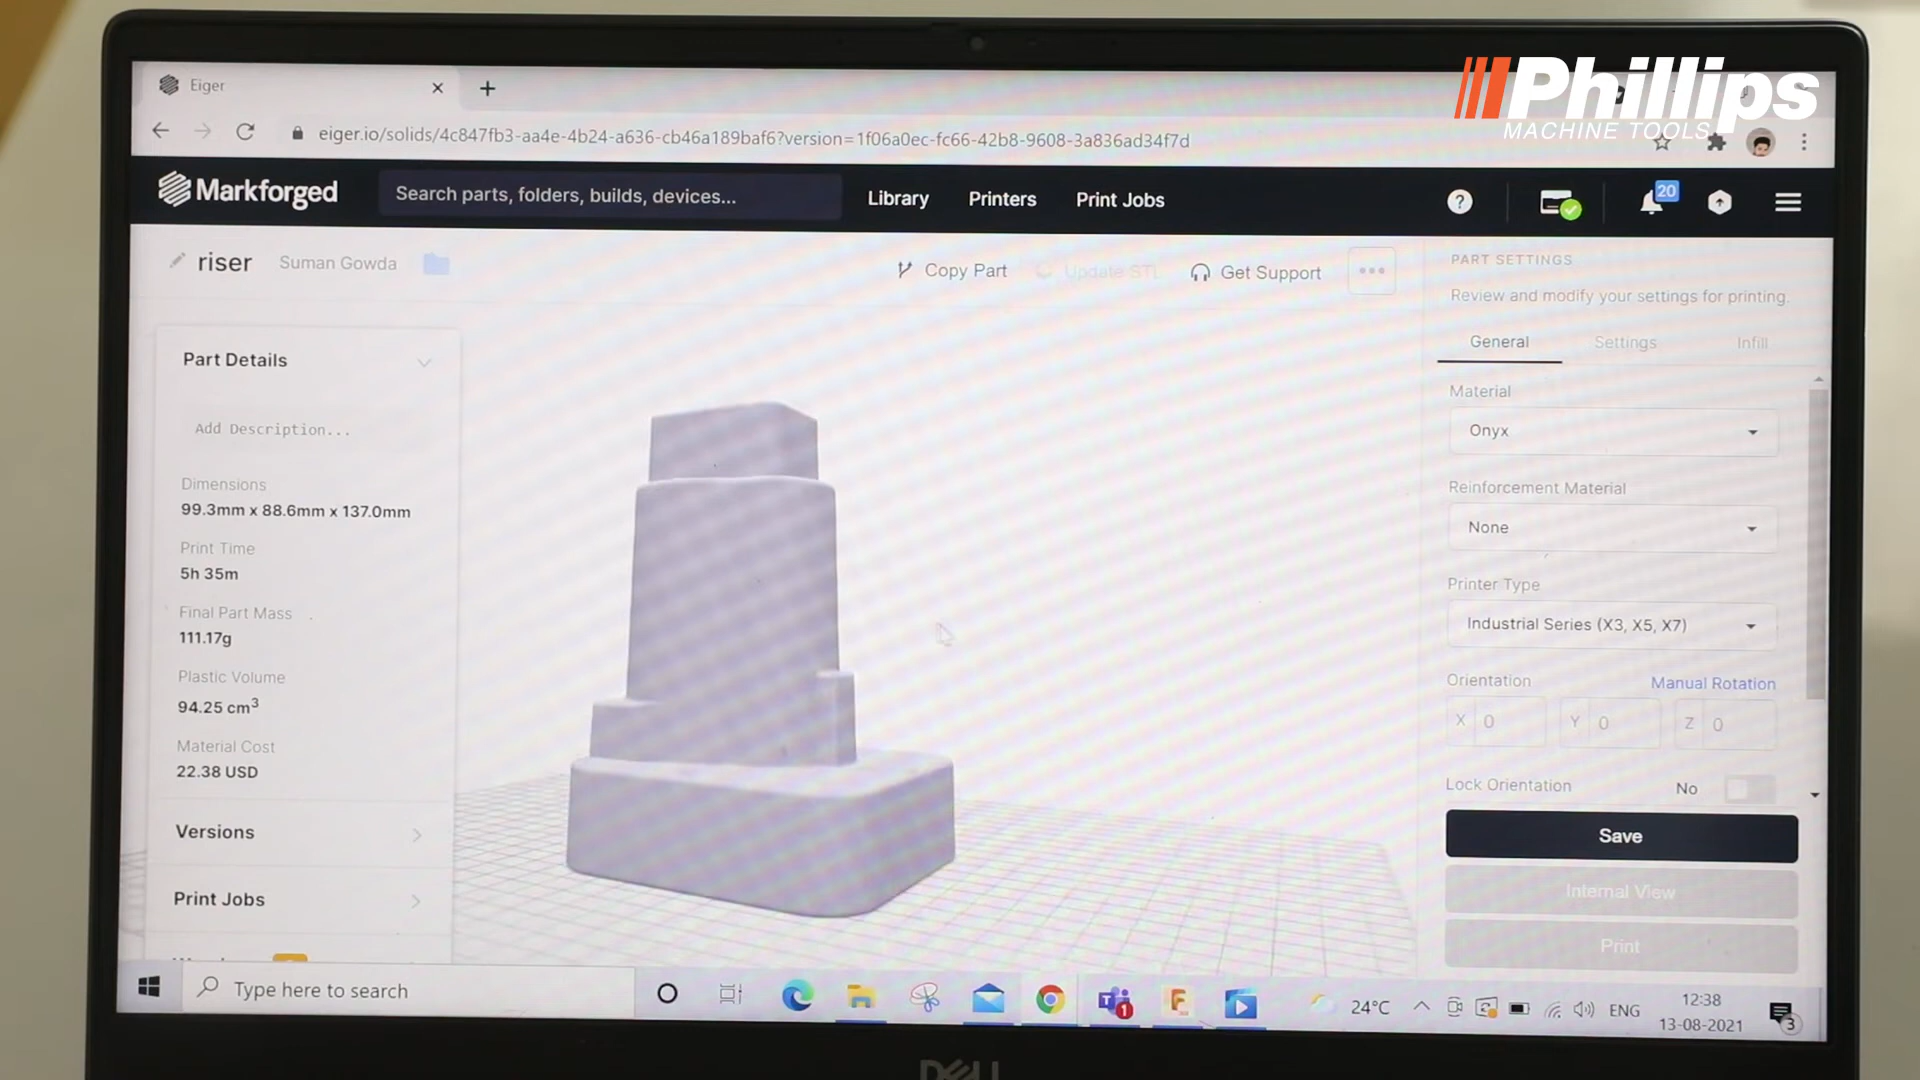 Eiger
eiger.io/solids/4c847fb3-aa4e-4b24-a636-cb46a189baf6?version=1f06a0ec-fc66-42b8-9608-3a836ad34f7d
Phillips
MACHINE TOOLS
Markforged
Search parts, folders, builds, devices...
Library
Printers
Print Jobs
?
20
riser
Suman Gowda
Copy Part
Update STL
Get Support
PART SETTINGS
Review and modify your settings for printing.
General
Settings
Infill
Part Details
Add Description...
Dimensions
99.3mm x 88.6mm x 137.0mm
Print Time
5h 35m
Final Part Mass
111.17g
Plastic Volume
94.25 cm³
Material Cost
22.38 USD
Versions
Print Jobs
Material
Onyx
Reinforcement Material
None
Printer Type
Industrial Series (X3, X5, X7)
Orientation
Manual Rotation
X 0
Y 0
Z 0
Lock Orientation
No
Save
Internal View
Print
Type here to search
1
24°C
ENG
12:38
13-08-2021
3
DELL